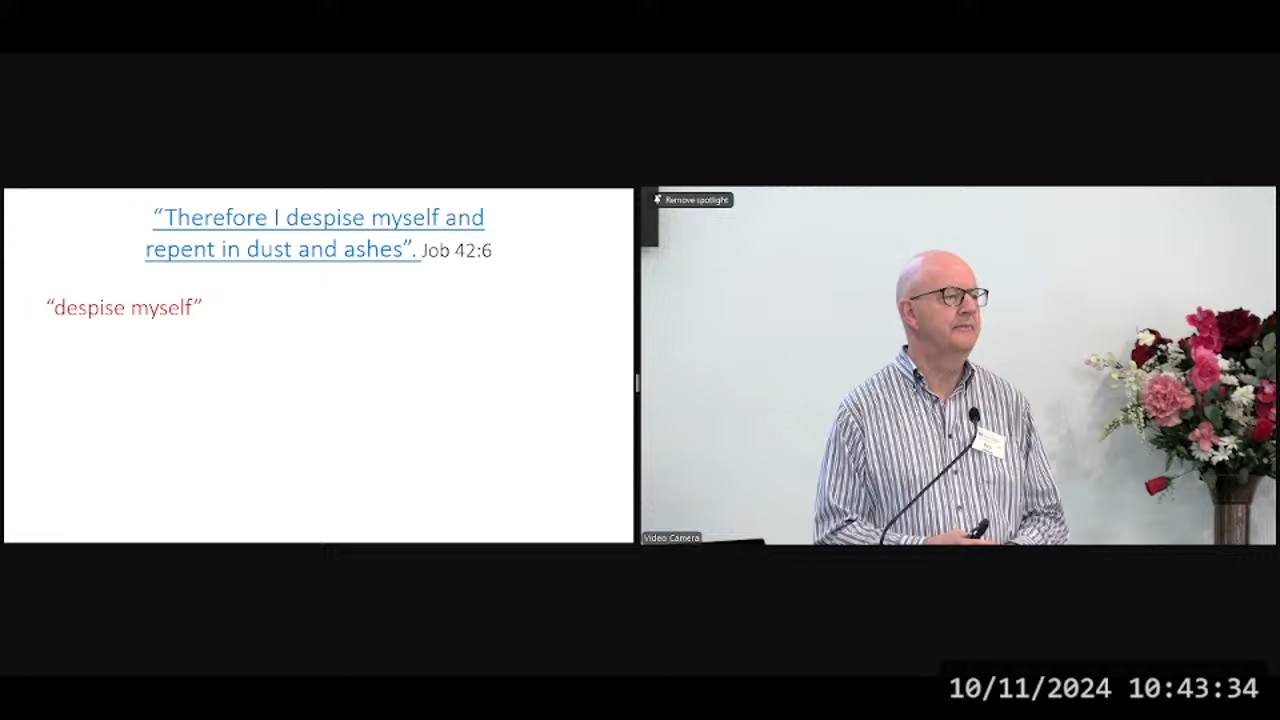 “Therefore I despise myself and
repent in dust and ashes”. Job 42:6
“despise myself”
Remove spotlight
Video Camera
10/11/2024 10:43:34